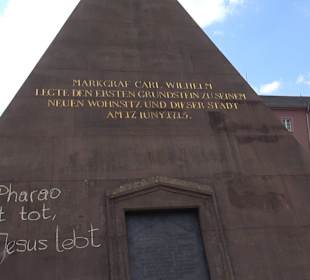 MARKGRAF CARL WILHELM
LEGTE DEN ERSTEN GRUNDSTEIN ZU SEINEM
NEUEN WOHNSITZ UND DIESER STADT
AM 17. IUNY 1715.
Pharao
t tot,
Jesus lebt